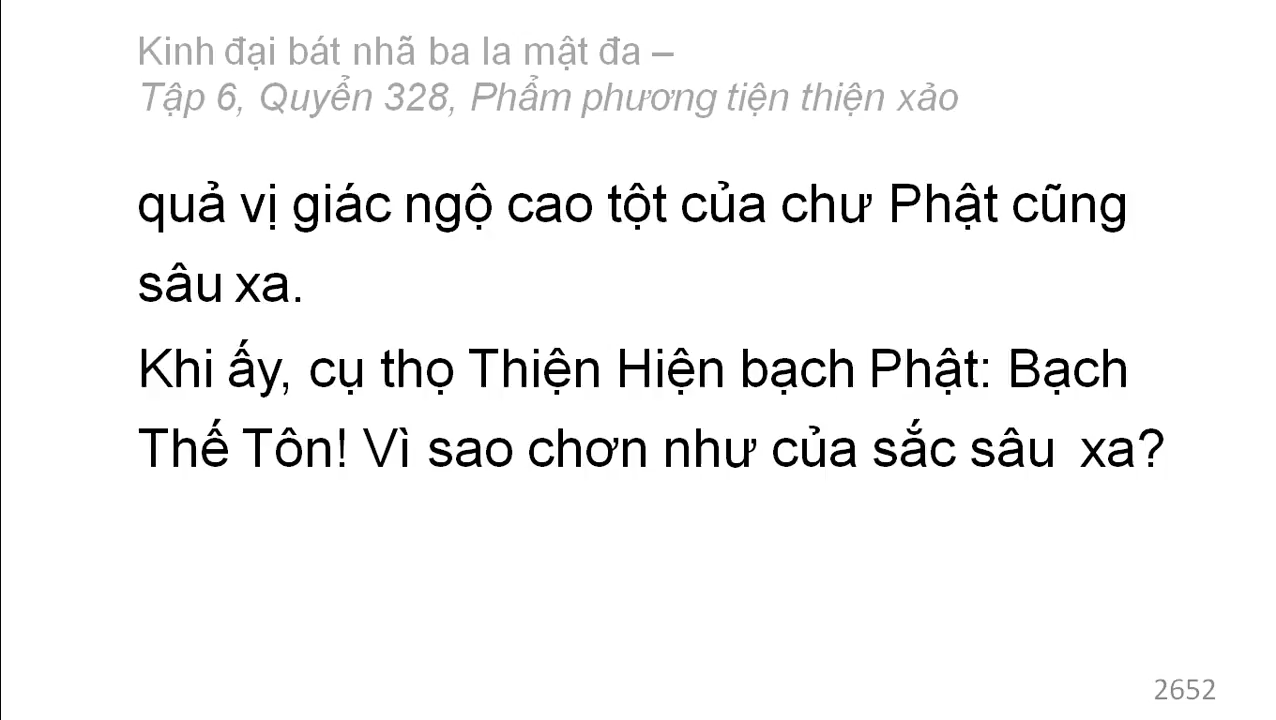 Kinh đại bát nhã ba la mật đa –
Tập 6, Quyển 328, Phẩm phương tiện thiện xảo
quả vị giác ngộ cao tột của chư Phật cũng
sâu xa.
Khi ấy, cụ thọ Thiện Hiện bạch Phật: Bạch
Thế Tôn! Vì sao chơn như của sắc sâu xa?
2652